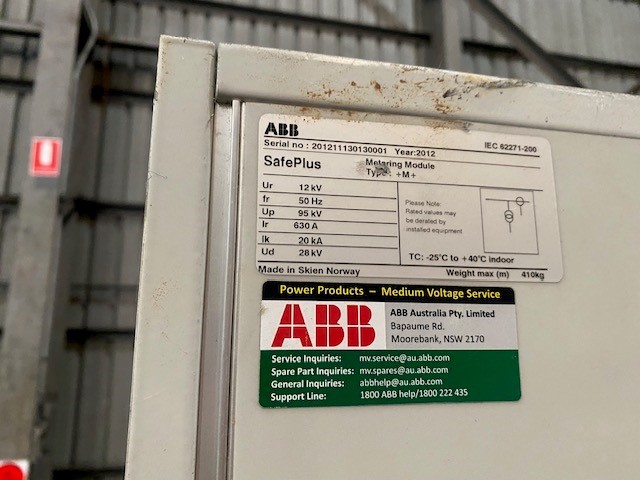 ABB
Serial no : 201211130130001 Year:2012 IEC 62271-200
SafePlus Metering Module
Type : +M+
Ur 12 kV
fr 50 Hz
Up 95 kV
Ir 630 A
Ik 20 kA
Ud 28 kV
Please Note:
Rated values may
be derated by
installed equipment
TC: -25°C to +40°C indoor
Made in Skien Norway Weight max (m) 410kg
Power Products – Medium Voltage Service
ABB
ABB Australia Pty. Limited
Bapaume Rd.
Moorebank, NSW 2170
Service Inquiries: mv.service@au.abb.com
Spare Part Inquiries: mv.spares@au.abb.com
General Inquiries: abbhelp@au.abb.com
Support Line: 1800 ABB help/1800 222 435